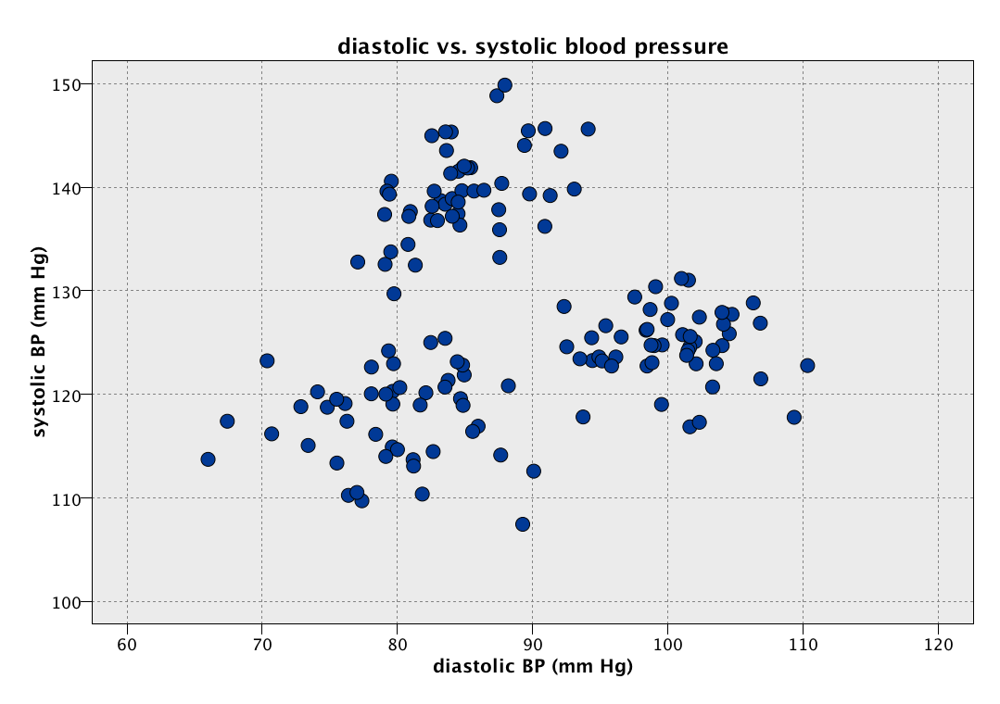 diastolic vs. systolic blood pressure
150
140
130
120
110
100
systolic BP (mm Hg)
60 70 80 90 100 110 120
diastolic BP (mm Hg)